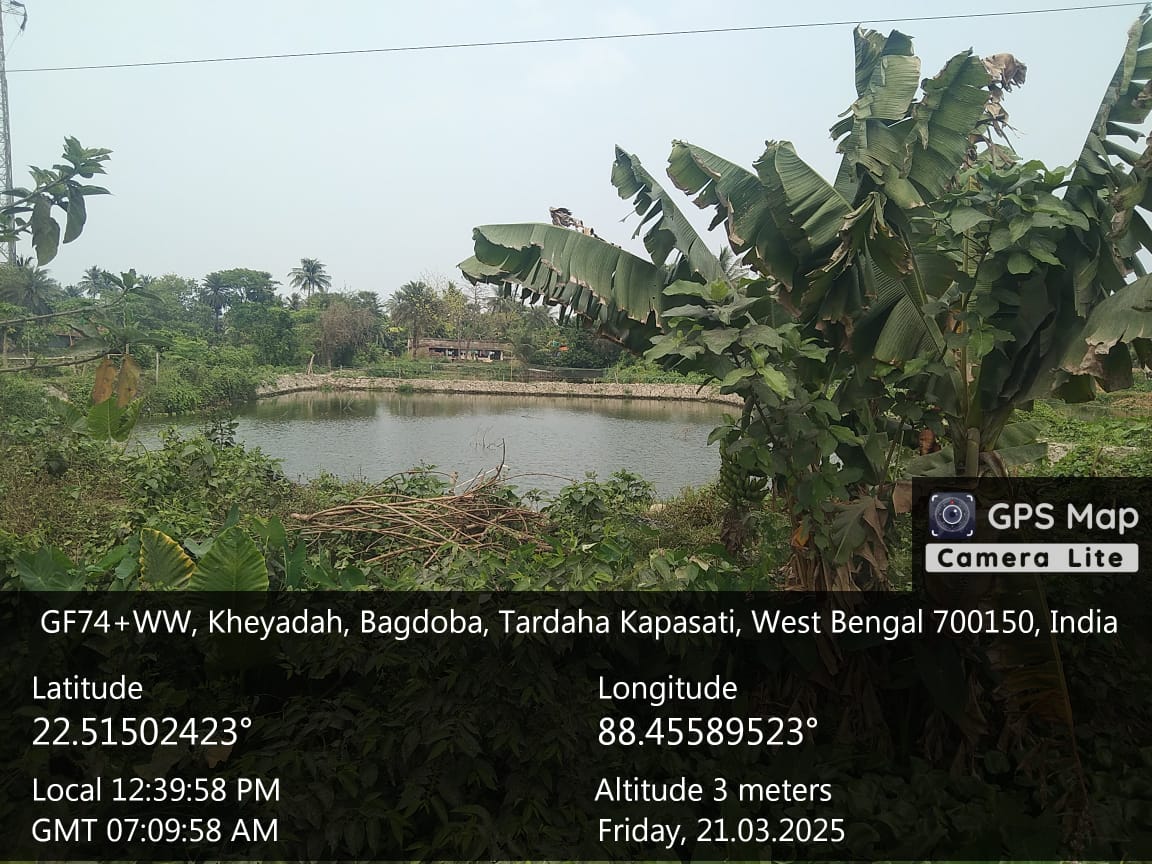 GPS Map
Camera Lite
GF74+WW, Kheyadah, Bagdoba, Tardaha Kapasati, West Bengal 700150, India
Latitude
22.51502423°
Longitude
88.45589523°
Local 12:39:58 PM
GMT 07:09:58 AM
Altitude 3 meters
Friday, 21.03.2025